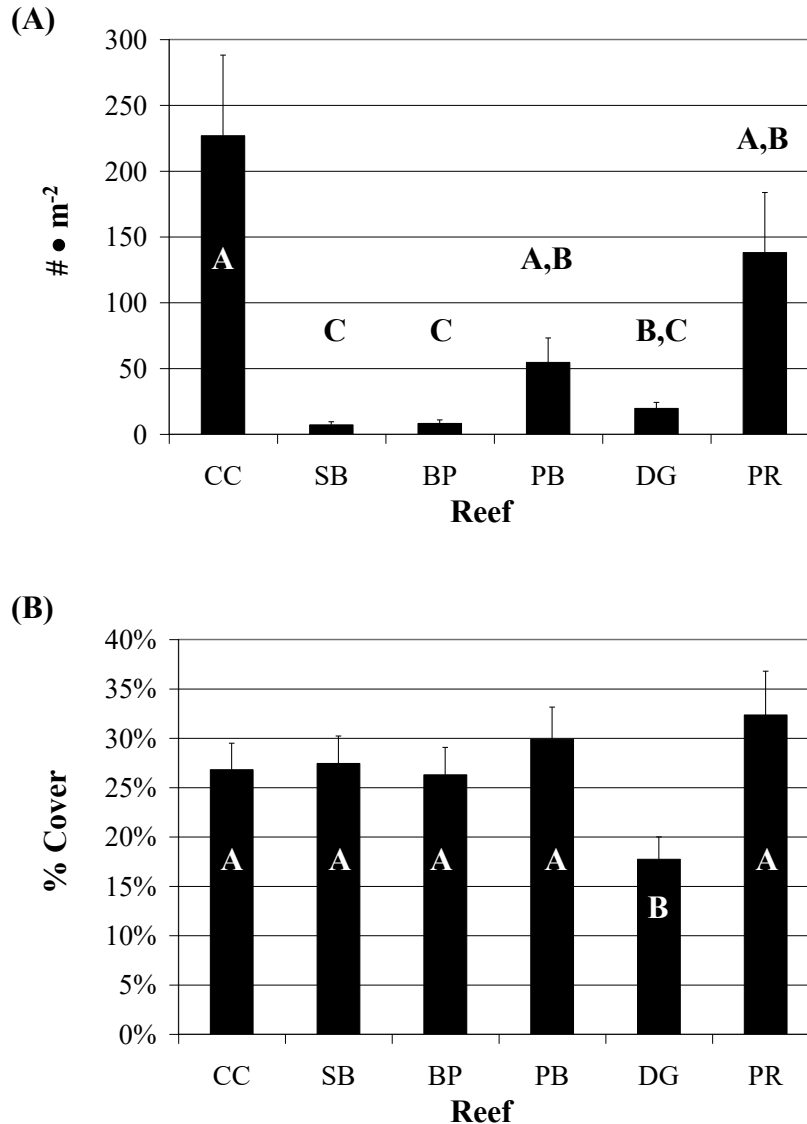 (A)
300
250
200
150
100
50
0
# ● m-2
A
C
C
A,B
B,C
A,B
CC SB BP PB DG PR
Reef
(B)
40%
35%
30%
25%
20%
15%
10%
5%
0%
% Cover
A
A
A
A
B
A
CC SB BP PB DG PR
Reef